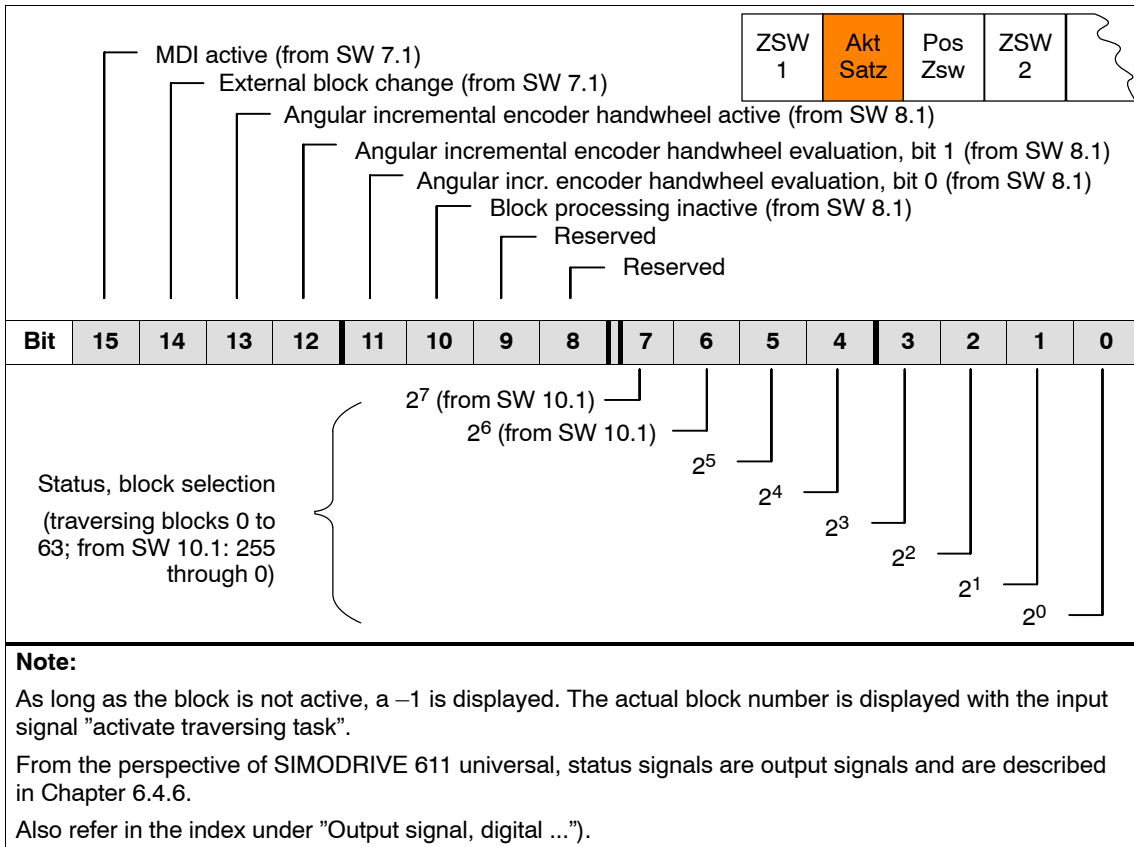 ZSW 1
Akt Satz
Pos Zsw
ZSW 2
MDI active (from SW 7.1)
External block change (from SW 7.1)
Angular incremental encoder handwheel active (from SW 8.1)
Angular incremental encoder handwheel evaluation, bit 1 (from SW 8.1)
Angular incr. encoder handwheel evaluation, bit 0 (from SW 8.1)
Block processing inactive (from SW 8.1)
Reserved
Reserved
Bit 15 14 13 12 11 10 9 8 7 6 5 4 3 2 1 0
2⁷ (from SW 10.1)
2⁶ (from SW 10.1)
2⁵
2⁴
2³
2²
2¹
2⁰
Status, block selection
(traversing blocks 0 to
63; from SW 10.1: 255
through 0)
Note:
As long as the block is not active, a –1 is displayed. The actual block number is displayed with the input
signal ”activate traversing task”.
From the perspective of SIMODRIVE 611 universal, status signals are output signals and are described
in Chapter 6.4.6.
Also refer in the index under ”Output signal, digital ...”).